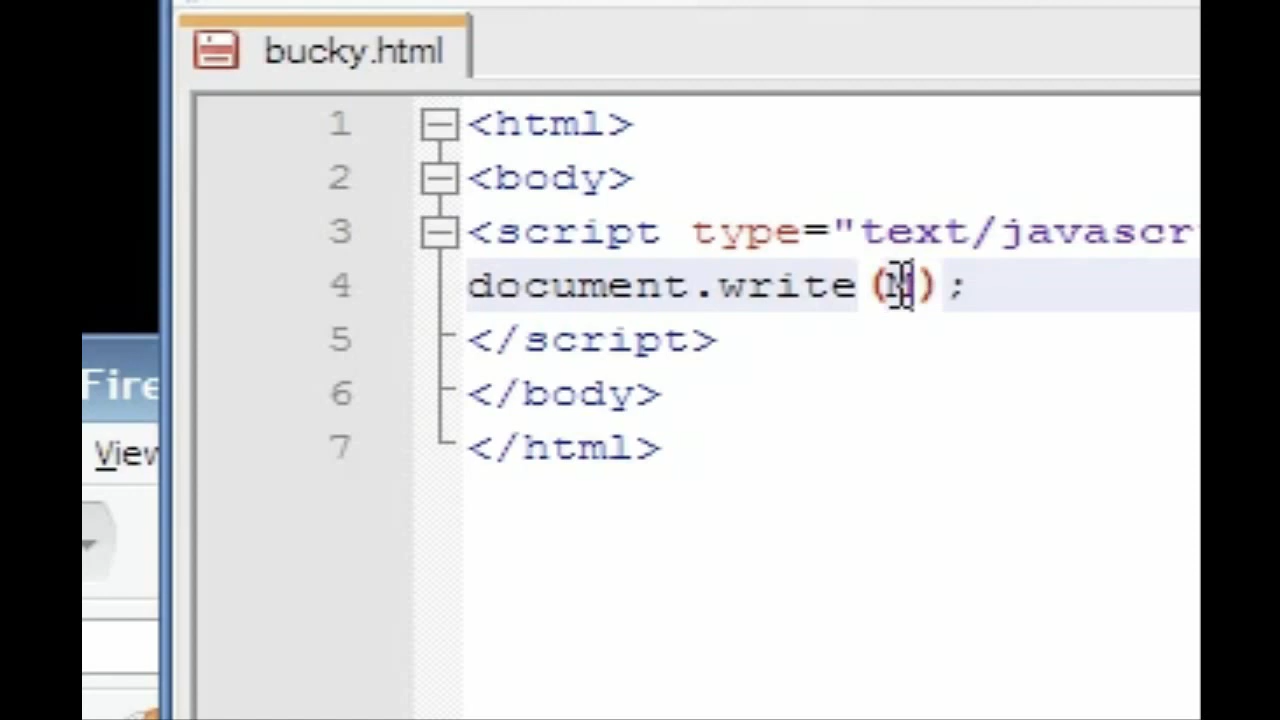 bucky.html
1 <html>
2 <body>
3 <script type="text/javascr
4 document.write ( );
5 </script>
6 </body>
7 </html>
Fire
View